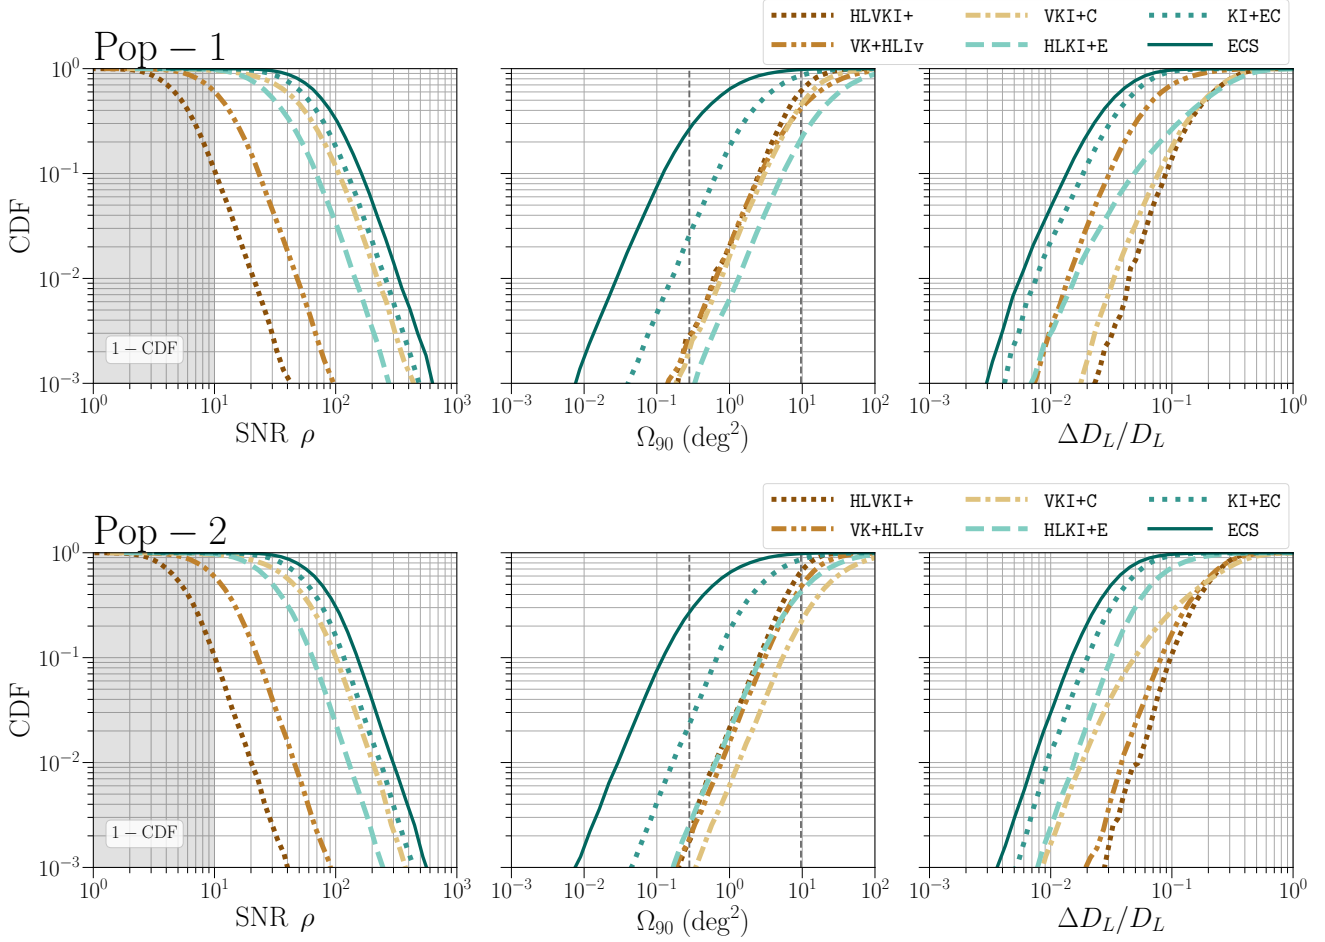 HLVKI+ VKI+C KI+EC
VK+HLIv HLKI+E ECS
Pop − 1
10^0 10^-1 10^-2 10^-3
CDF
1 − CDF
10^0 10^1 10^2 10^3
SNR ρ
10^-3 10^-2 10^-1 10^0 10^1 10^2
Ω_90 (deg^2)
10^-3 10^-2 10^-1 10^0
ΔD_L/D_L
HLVKI+ VKI+C KI+EC
VK+HLIv HLKI+E ECS
Pop − 2
10^0 10^-1 10^-2 10^-3
CDF
1 − CDF
10^0 10^1 10^2 10^3
SNR ρ
10^-3 10^-2 10^-1 10^0 10^1 10^2
Ω_90 (deg^2)
10^-3 10^-2 10^-1 10^0
ΔD_L/D_L